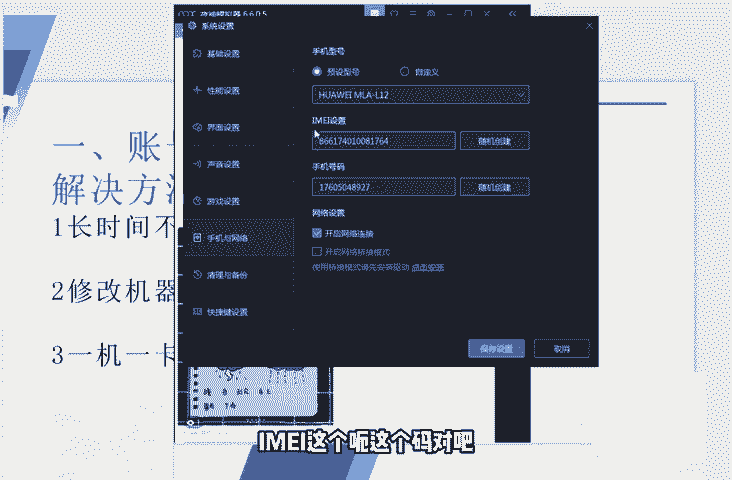 夜神模拟器 6.6.0.5
系统设置
基础设置
性能设置
界面设置
声音设置
游戏设置
手机与网络
清理与备份
快捷键设置
手机型号
预设型号
自定义
HUAWEI MLA-L12
IMEI设置
866174010081764
随机创建
手机号码
17605048927
随机创建
网络设置
开启网络连接
开启网络桥接模式
使用桥接模式请先安装驱动 点击安装
保存设置
取消
一、账
解决方
1长时间不
2修改机器
3一机一卡
IMEI这个呃这个码对吧